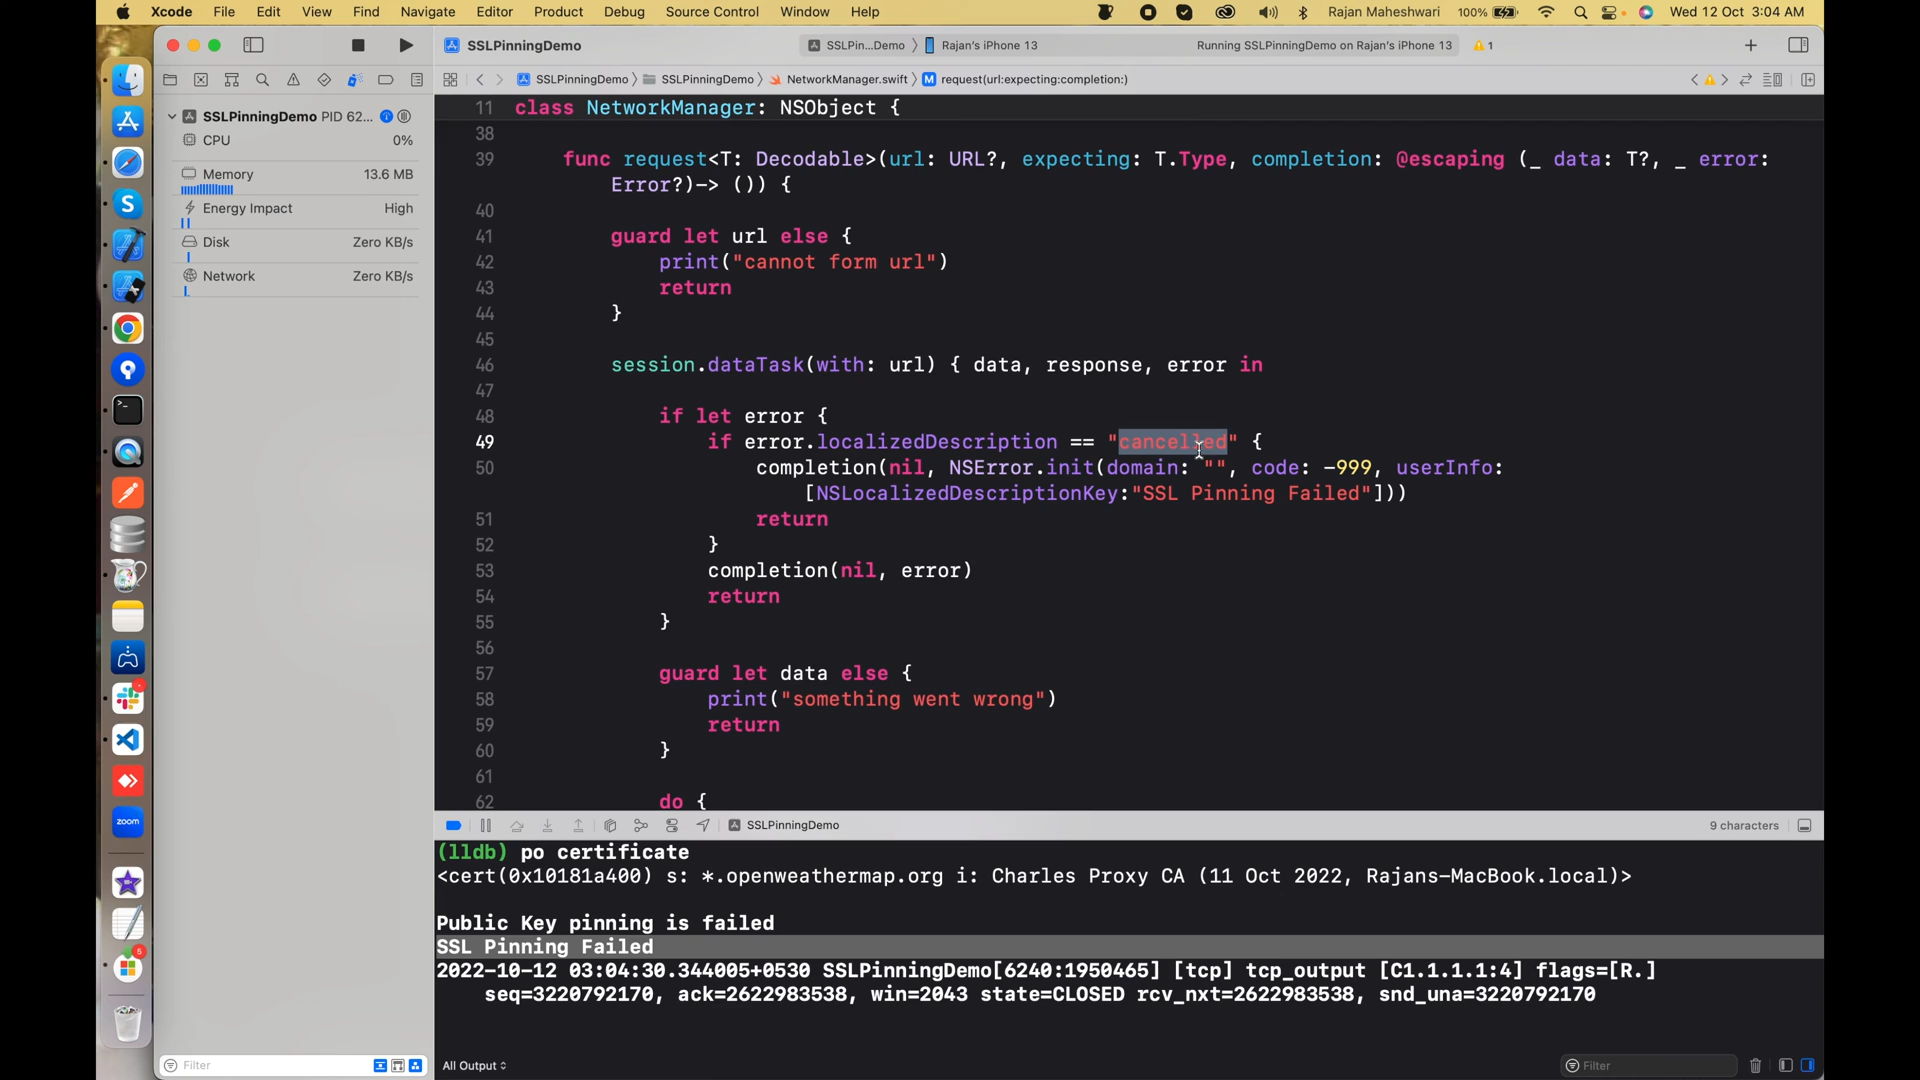 Xcode File Edit View Find Navigate Editor Product Debug Source Control Window Help Rajan Maheshwari 100% Wed 12 Oct 3:04 AM
SSLPinningDemo SSLPin...Demo Rajan's iPhone 13 Running SSLPinningDemo on Rajan's iPhone 13 1
SSLPinningDemo SSLPinningDemo NetworkManager.swift M request(url:expecting:completion:)
SSLPinningDemo PID 62...
CPU 0%
Memory 13.6 MB
Energy Impact High
Disk Zero KB/s
Network Zero KB/s
11 class NetworkManager: NSObject {
38
39 func request<T: Decodable>(url: URL?, expecting: T.Type, completion: @escaping (_ data: T?, _ error:
Error?)-> ()) {
40
41 guard let url else {
42 print("cannot form url")
43 return
44 }
45
46 session.dataTask(with: url) { data, response, error in
47
48 if let error {
49 if error.localizedDescription == "cancelled" {
50 completion(nil, NSError.init(domain: "", code: -999, userInfo:
[NSLocalizedDescriptionKey:"SSL Pinning Failed"]))
51 return
52 }
53 completion(nil, error)
54 return
55 }
56
57 guard let data else {
58 print("something went wrong")
59 return
60 }
61
62 do {
SSLPinningDemo 9 characters
(lldb) po certificate
<cert(0x10181a400) s: *.openweathermap.org i: Charles Proxy CA (11 Oct 2022, Rajans-MacBook.local)>
Public Key pinning is failed
SSL Pinning Failed
2022-10-12 03:04:30.344005+0530 SSLPinningDemo[6240:1950465] [tcp] tcp_output [C1.1.1.1:4] flags=[R.]
seq=3220792170, ack=2622983538, win=2043 state=CLOSED rcv_nxt=2622983538, snd_una=3220792170
Filter All Output Filter
zoom
5